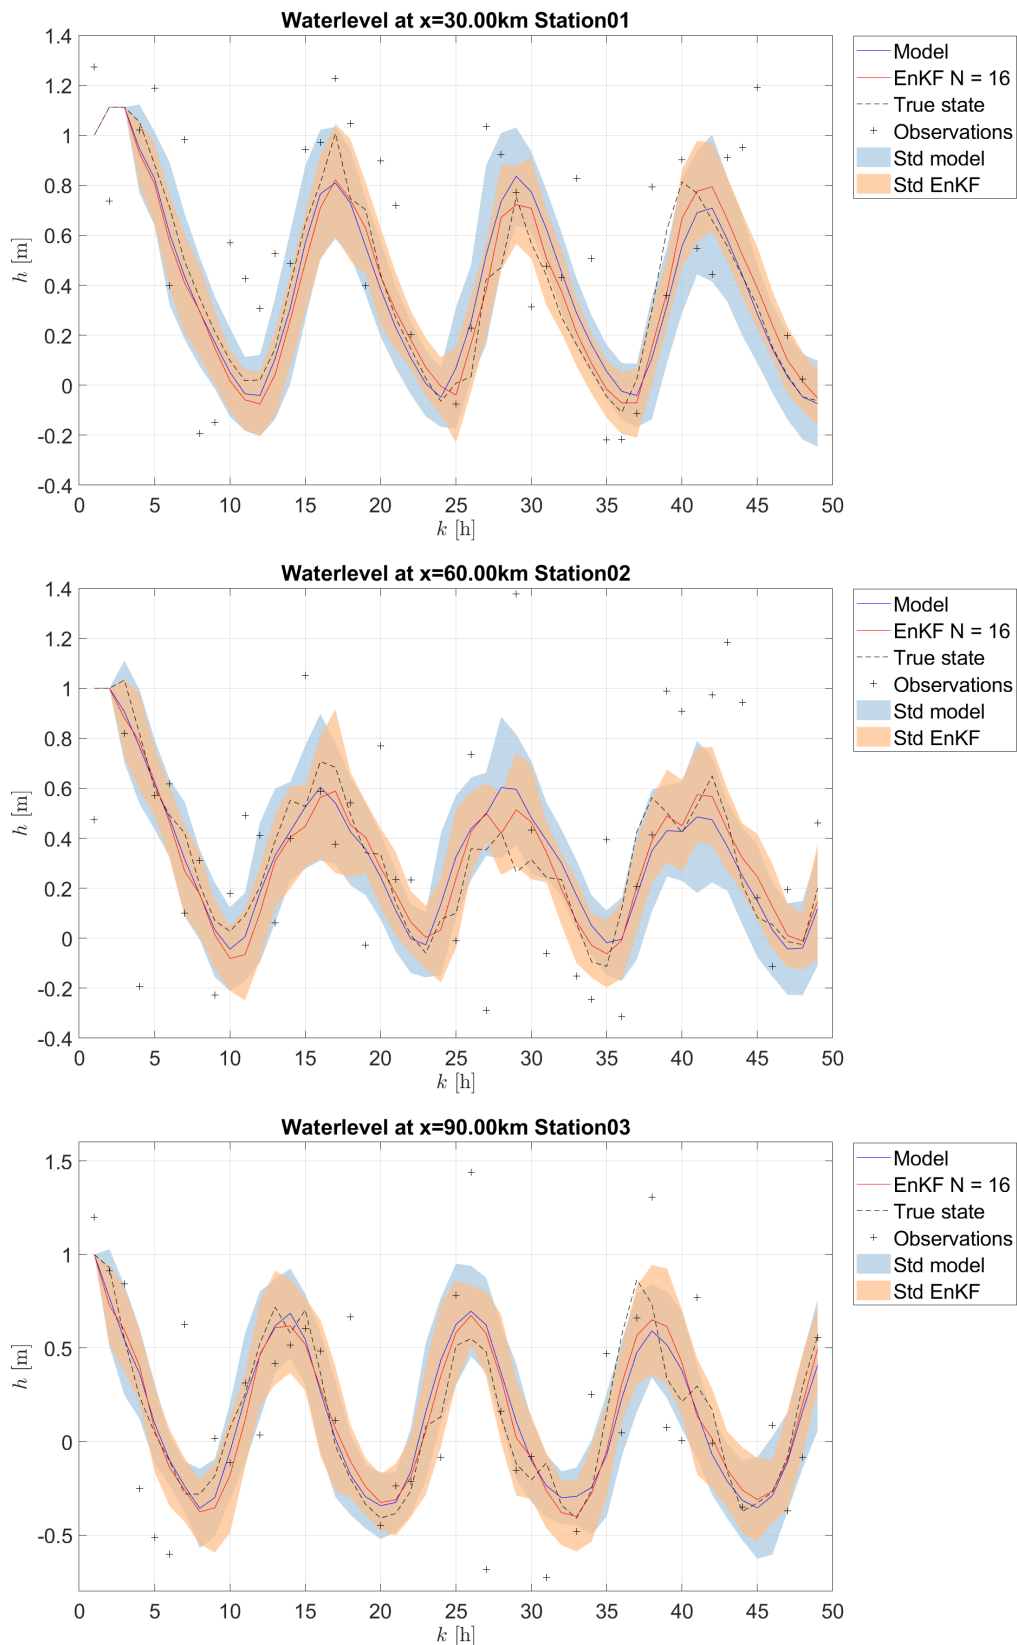 Waterlevel at x=30.00km Station01
1.4
1.2
1
0.8
0.6
0.4
0.2
0
-0.2
-0.4
h [m]
0 5 10 15 20 25 30 35 40 45 50
k [h]
Model
EnKF N = 16
True state
Observations
Std model
Std EnKF
Waterlevel at x=60.00km Station02
1.4
1.2
1
0.8
0.6
0.4
0.2
0
-0.2
-0.4
h [m]
0 5 10 15 20 25 30 35 40 45 50
k [h]
Model
EnKF N = 16
True state
Observations
Std model
Std EnKF
Waterlevel at x=90.00km Station03
1.5
1
0.5
0
-0.5
h [m]
0 5 10 15 20 25 30 35 40 45 50
k [h]
Model
EnKF N = 16
True state
Observations
Std model
Std EnKF